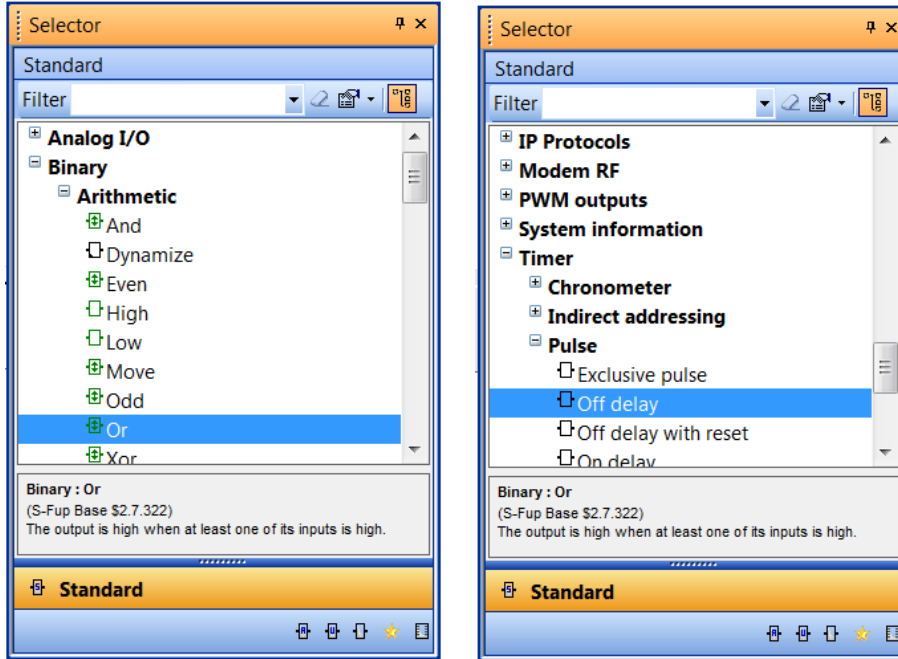 Selector
Standard
Filter
Analog I/O
Binary
Arithmetic
And
Dynamize
Even
High
Low
Move
Odd
Or
Xor
Binary : Or
(S-Fup Base $2.7.322)
The output is high when at least one of its inputs is high.
Standard
Selector
Standard
Filter
IP Protocols
Modem RF
PWM outputs
System information
Timer
Chronometer
Indirect addressing
Pulse
Exclusive pulse
Off delay
Off delay with reset
On delay
Binary : Or
(S-Fup Base $2.7.322)
The output is high when at least one of its inputs is high.
Standard